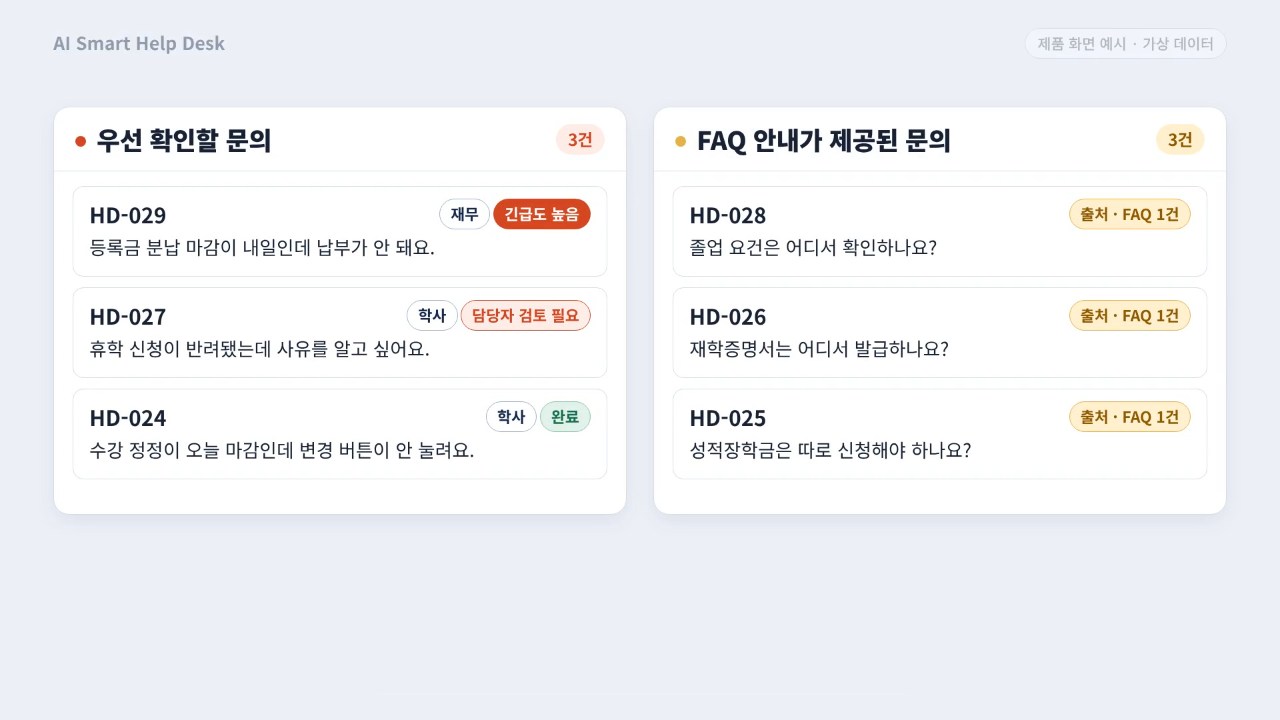 AI Smart Help Desk
제품 화면 예시 · 가상 데이터
우선 확인할 문의
3건
HD-029
재무
긴급도 높음
등록금 분납 마감이 내일인데 납부가 안 돼요.
HD-027
학사
담당자 검토 필요
휴학 신청이 반려됐는데 사유를 알고 싶어요.
HD-024
학사
완료
수강 정정이 오늘 마감인데 변경 버튼이 안 눌려요.
FAQ 안내가 제공된 문의
3건
HD-028
출처 · FAQ 1건
졸업 요건은 어디서 확인하나요?
HD-026
출처 · FAQ 1건
재학증명서는 어디서 발급하나요?
HD-025
출처 · FAQ 1건
성적장학금은 따로 신청해야 하나요?